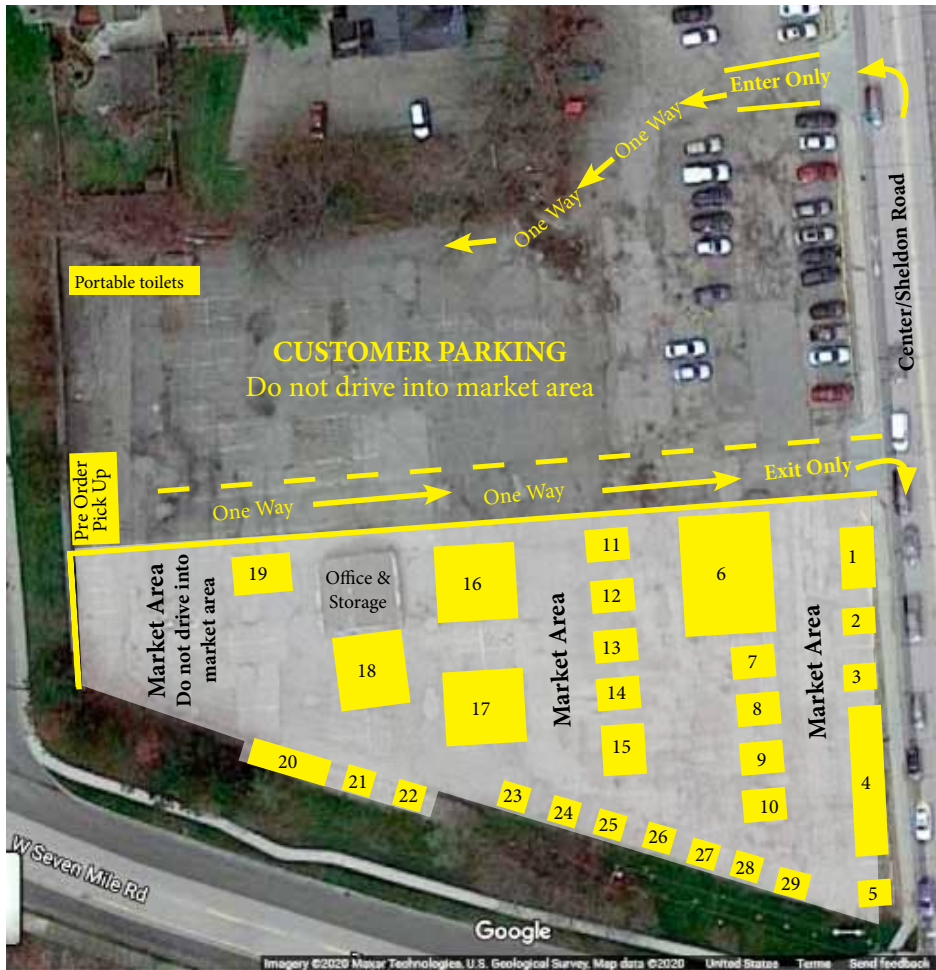 Enter Only
One Way
One Way
Center/Sheldon Road
Portable toilets
CUSTOMER PARKING
Do not drive into market area
Pre Order
Pick Up
One Way
One Way
Exit Only
Market Area
Do not drive into
market area
19
Office &
Storage
18
16
17
Market Area
11
12
13
14
15
6
7
8
9
10
Market Area
1
2
3
4
5
20
21
22
23
24
25
26
27
28
29
W Seven Mile Rd
Google
Imagery ©2020 Maxar Technologies, U.S. Geological Survey, Map data ©2020 United States Terms Send feedback